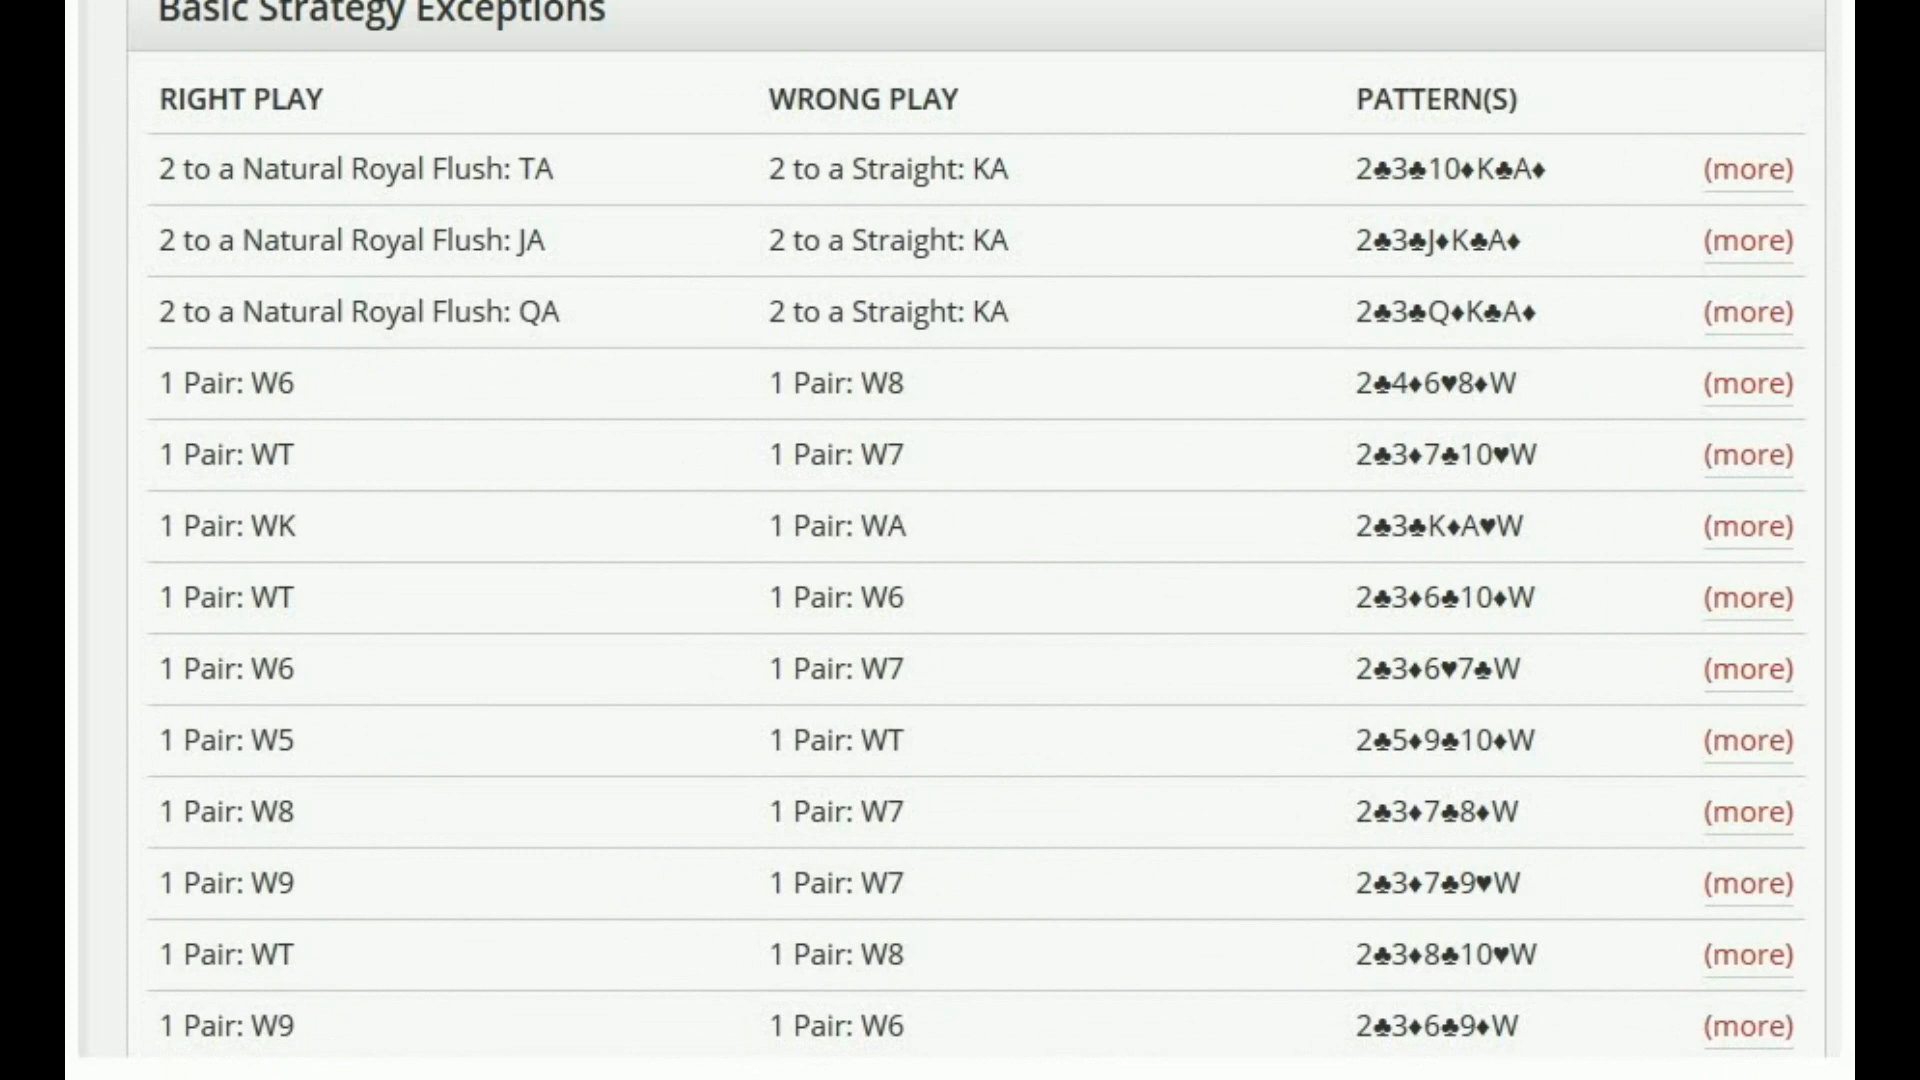 Basic Strategy Exceptions
RIGHT PLAY WRONG PLAY PATTERN(S)
2 to a Natural Royal Flush: TA 2 to a Straight: KA 2♣3♣10♦K♣A♦ (more)
2 to a Natural Royal Flush: JA 2 to a Straight: KA 2♣3♣J♦K♣A♦ (more)
2 to a Natural Royal Flush: QA 2 to a Straight: KA 2♣3♣Q♦K♣A♦ (more)
1 Pair: W6 1 Pair: W8 2♣4♦6♥8♦W (more)
1 Pair: WT 1 Pair: W7 2♣3♦7♣10♥W (more)
1 Pair: WK 1 Pair: WA 2♣3♣K♦A♥W (more)
1 Pair: WT 1 Pair: W6 2♣3♦6♣10♦W (more)
1 Pair: W6 1 Pair: W7 2♣3♦6♥7♣W (more)
1 Pair: W5 1 Pair: WT 2♣5♦9♣10♦W (more)
1 Pair: W8 1 Pair: W7 2♣3♦7♣8♦W (more)
1 Pair: W9 1 Pair: W7 2♣3♦7♣9♥W (more)
1 Pair: WT 1 Pair: W8 2♣3♦8♣10♥W (more)
1 Pair: W9 1 Pair: W6 2♣3♦6♣9♦W (more)